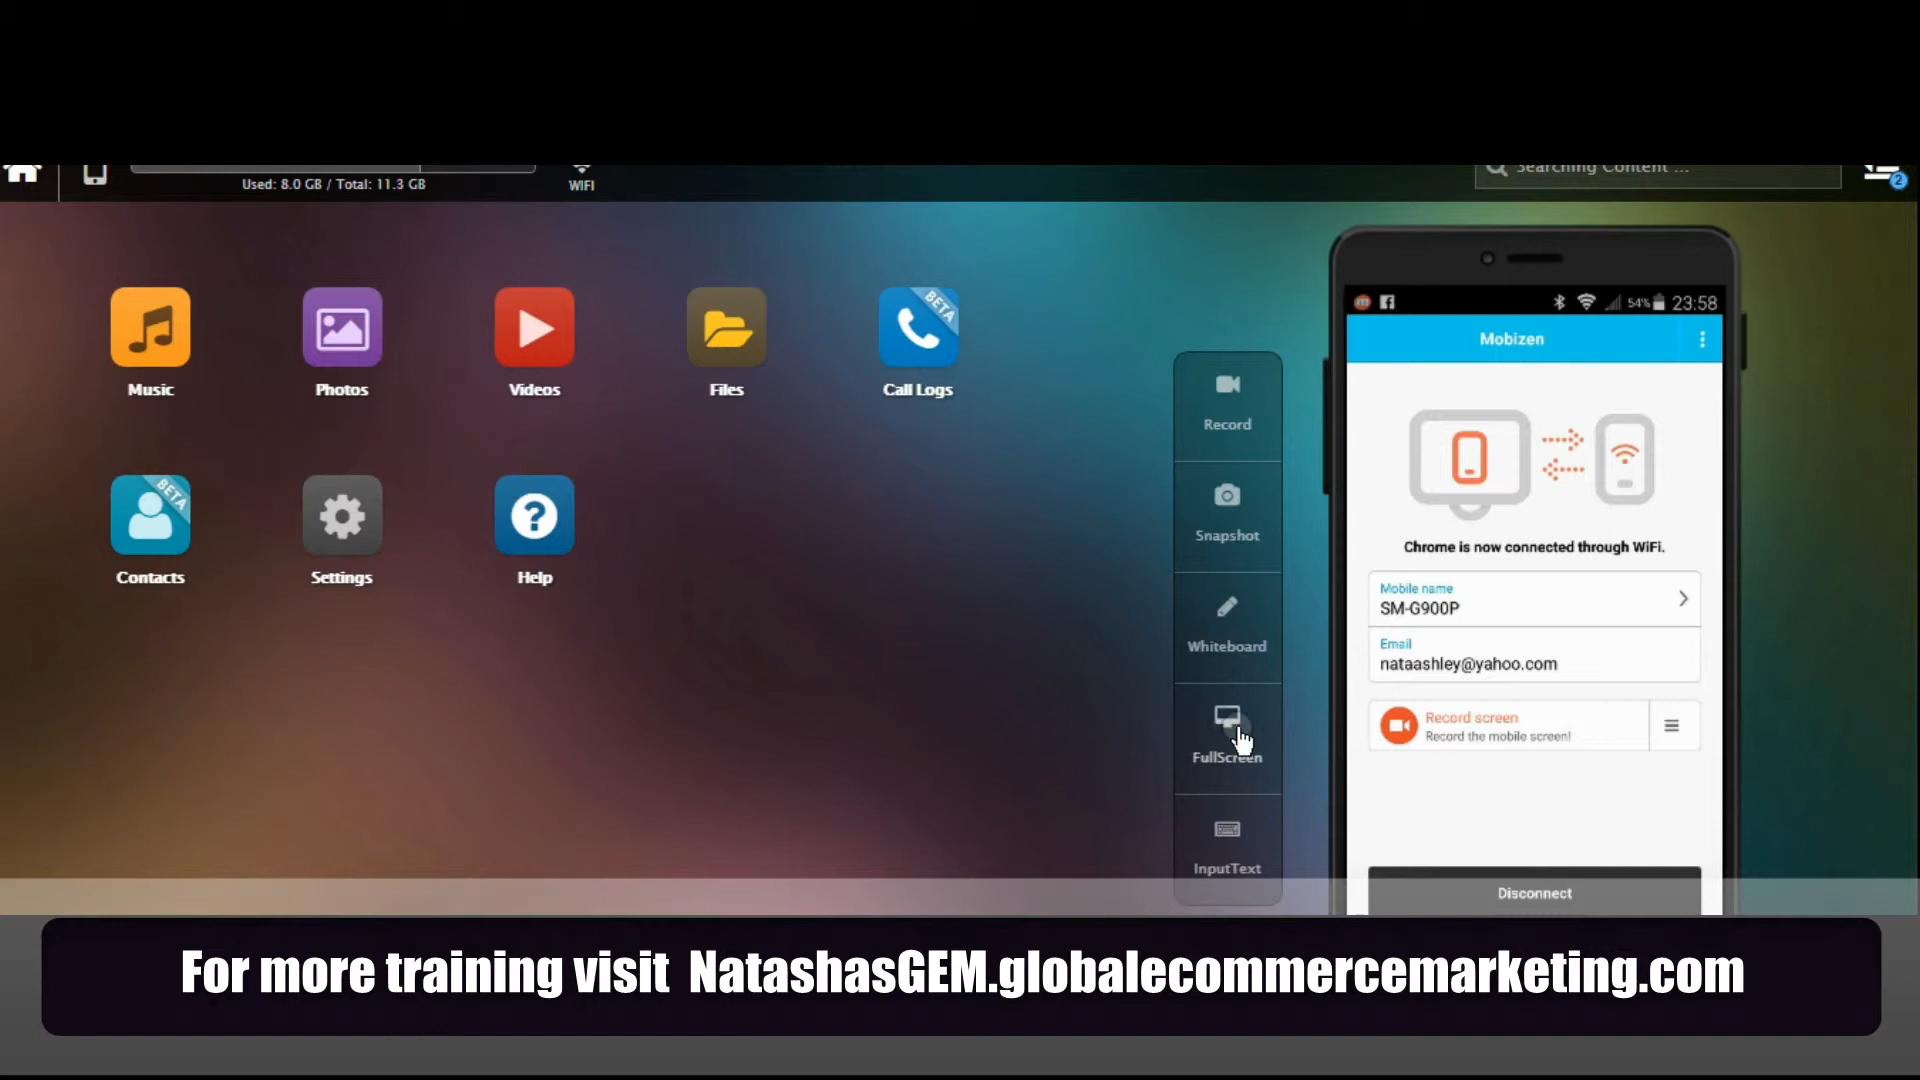 Used: 8.0 GB / Total: 11.3 GB
WIFI
Searching Content ...
2
Music
Photos
Videos
Files
BETA
Call Logs
BETA
Contacts
Settings
Help
Record
Snapshot
Whiteboard
FullScreen
InputText
54% 23:58
Mobizen
Chrome is now connected through WiFi.
Mobile name
SM-G900P
Email
nataashley@yahoo.com
Record screen
Record the mobile screen!
Disconnect
For more training visit NatashasGEM.globalecommercemarketing.com